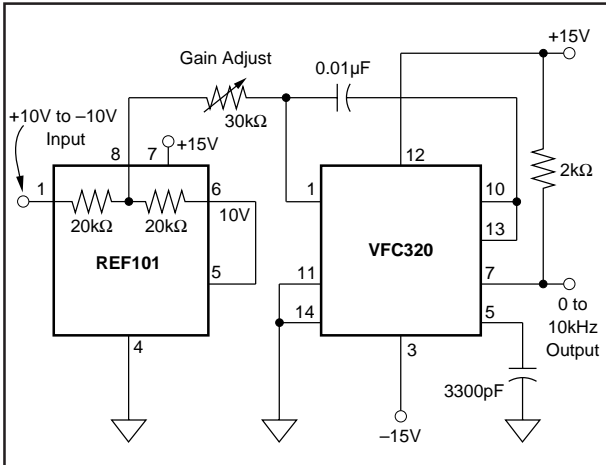 Gain Adjust
0.01µF
+15V
+10V to –10V
Input
30kΩ
8
7
+15V
12
2kΩ
1
6
1
10
20kΩ
20kΩ
10V
13
REF101
VFC320
5
11
7
14
5
0 to
10kHz
Output
4
3
3300pF
–15V